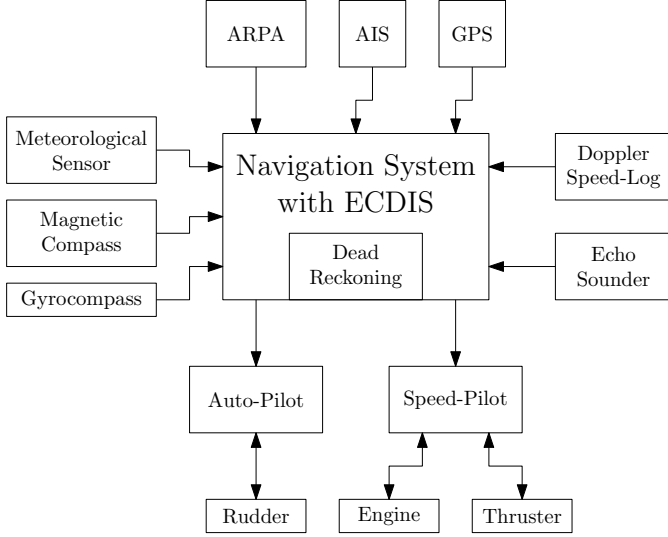 ARPA
AIS
GPS
Meteorological
Sensor
Magnetic
Compass
Gyrocompass
Navigation System
with ECDIS
Dead
Reckoning
Doppler
Speed-Log
Echo
Sounder
Auto-Pilot
Speed-Pilot
Rudder
Engine
Thruster